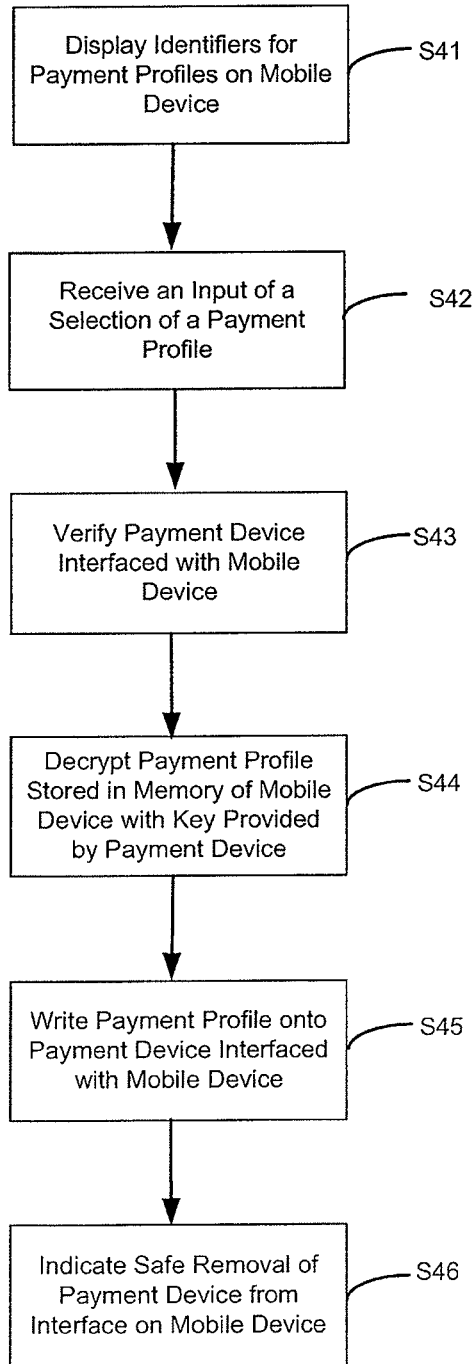 Display Identifiers for
Payment Profiles on Mobile
Device
S41
Receive an Input of a
Selection of a Payment
Profile
S42
Verify Payment Device
Interfaced with Mobile
Device
S43
Decrypt Payment Profile
Stored in Memory of Mobile
Device with Key Provided
by Payment Device
S44
Write Payment Profile onto
Payment Device Interfaced
with Mobile Device
S45
Indicate Safe Removal of
Payment Device from
Interface on Mobile Device
S46